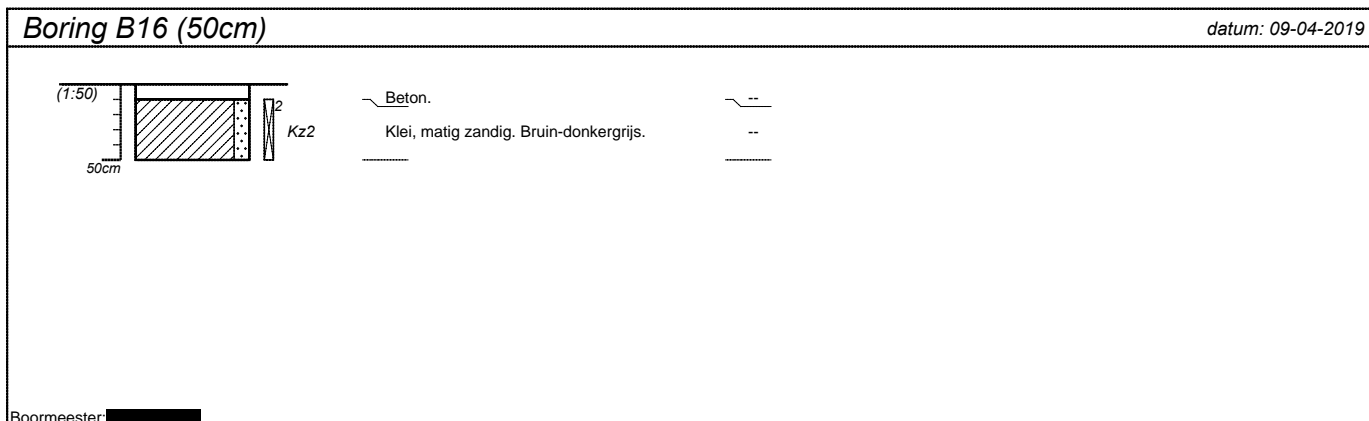 Boring B16 (50cm) datum: 09-04-2019
(1:50) Beton. --
2
Kz2 Klei, matig zandig. Bruin-donkergrijs. --
50cm
Boormeester: